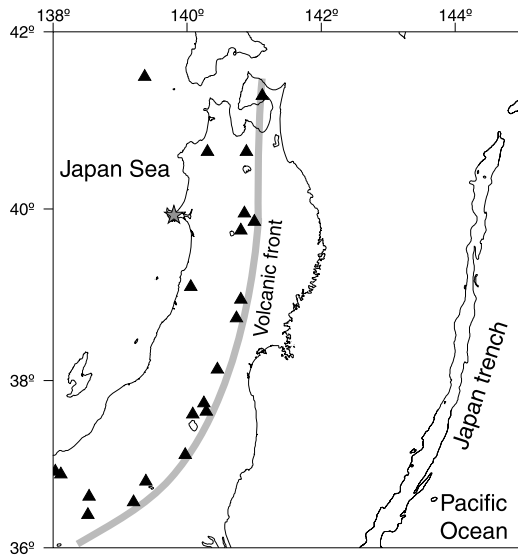 138º 140º 142º 144º
42º
Japan Sea
40º
Volcanic front
38º
Japan trench
Pacific
Ocean
36º